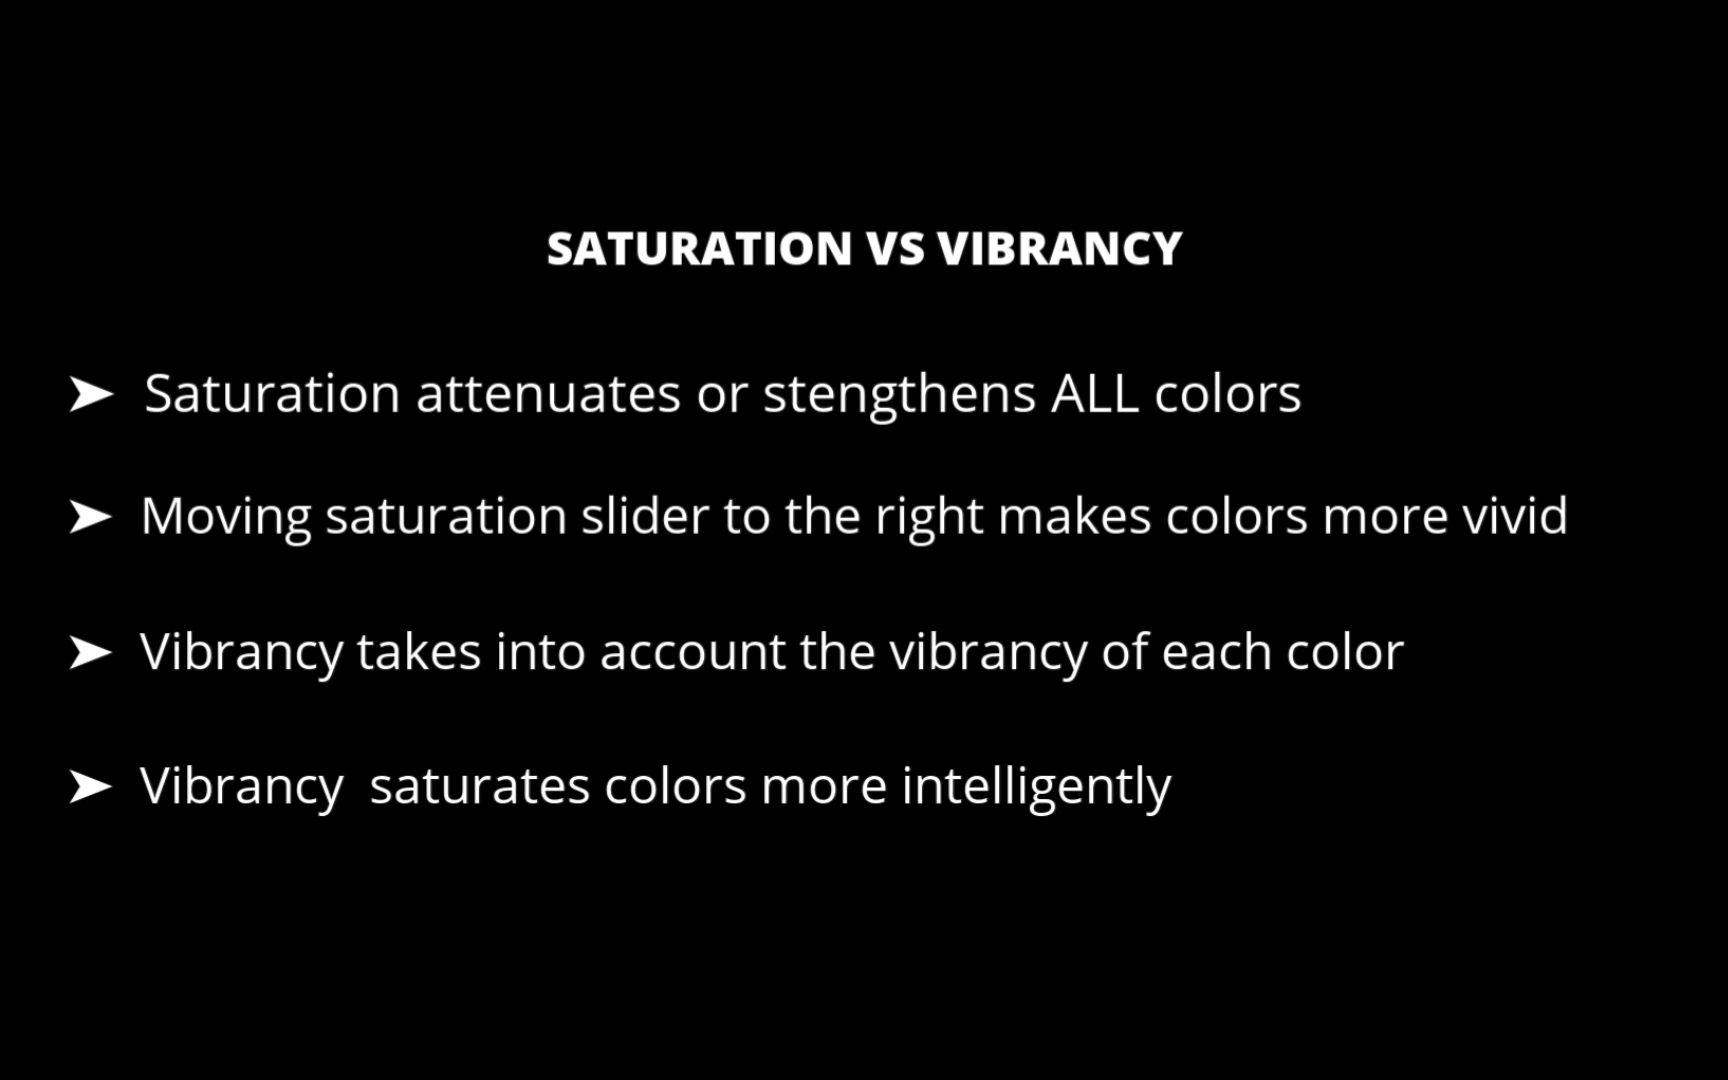 SATURATION VS VIBRANCY
➤ Saturation attenuates or stengthens ALL colors
➤ Moving saturation slider to the right makes colors more vivid
➤ Vibrancy takes into account the vibrancy of each color
➤ Vibrancy  saturates colors more intelligently